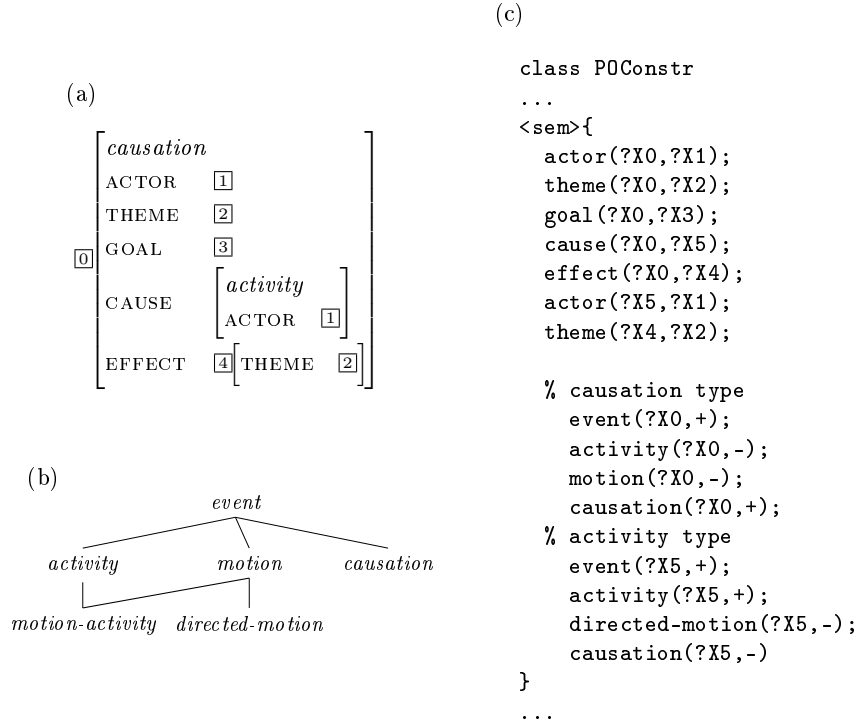 (a)
causation
ACTOR 1
THEME 2
GOAL 3
0
CAUSE
activity
ACTOR 1
EFFECT 4 THEME 2
(b)
event
activity motion causation
motion-activity directed-motion
(c)
class POConstr
...
<sem>{
actor(?X0,?X1);
theme(?X0,?X2);
goal(?X0,?X3);
cause(?X0,?X5);
effect(?X0,?X4);
actor(?X5,?X1);
theme(?X4,?X2);
% causation type
event(?X0,+);
activity(?X0,-);
motion(?X0,-);
causation(?X0,+);
% activity type
event(?X5,+);
activity(?X5,+);
directed-motion(?X5,-);
causation(?X5,-)
}
...